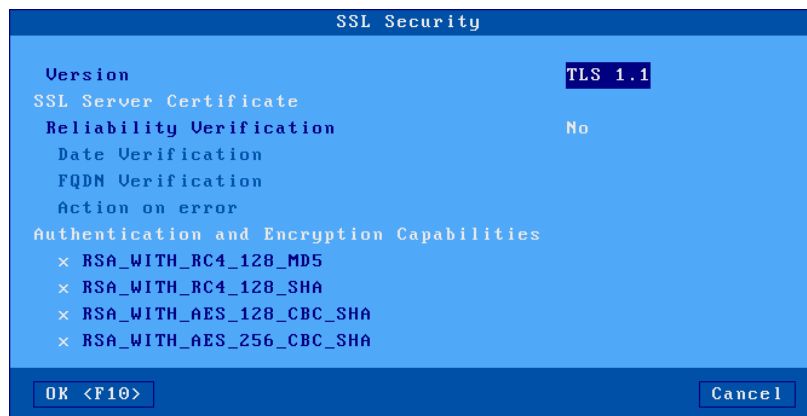 SSL Security
Version TLS 1.1
SSL Server Certificate
Reliability Verification No
Date Verification
FQDN Verification
Action on error
Authentication and Encryption Capabilities
x RSA_WITH_RC4_128_MD5
x RSA_WITH_RC4_128_SHA
x RSA_WITH_AES_128_CBC_SHA
x RSA_WITH_AES_256_CBC_SHA
OK <F10> Cancel